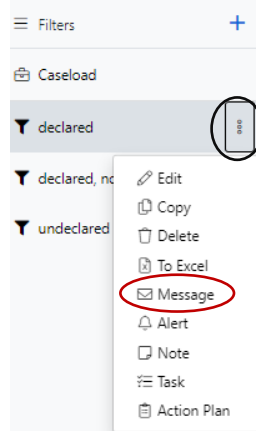 Filters
Caseload
declared
declared, no
undeclared
Edit
Copy
Delete
To Excel
Message
Alert
Note
Task
Action Plan